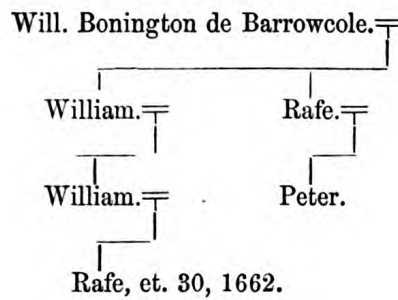 Will. Bonington de Barrowcole.
William. Rafe.
William. Peter.
Rafe, et. 30, 1662.